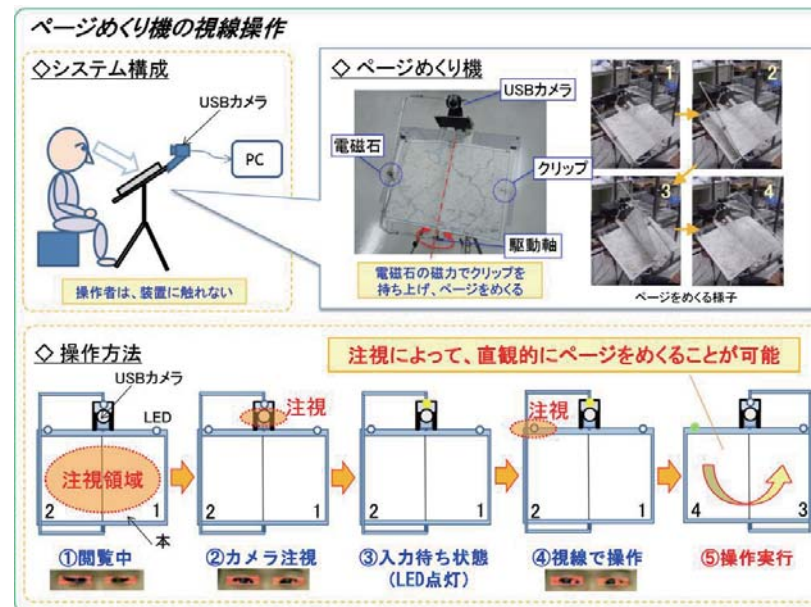 ページめくり機の視線操作
◇システム構成
USBカメラ
PC
操作者は、装置に触れない
◇ ページめくり機
USBカメラ
電磁石
クリップ
駆動軸
電磁石の磁力でクリップを
持ち上げ、ページをめくる
1
2
3
4
ページをめくる様子
◇ 操作方法
注視によって、直観的にページをめくることが可能
USBカメラ
LED
注視領域
2
1
本
①閲覧中
注視
2
1
②カメラ注視
2
1
③入力待ち状態
(LED点灯)
注視
2
1
④視線で操作
4
3
⑤操作実行